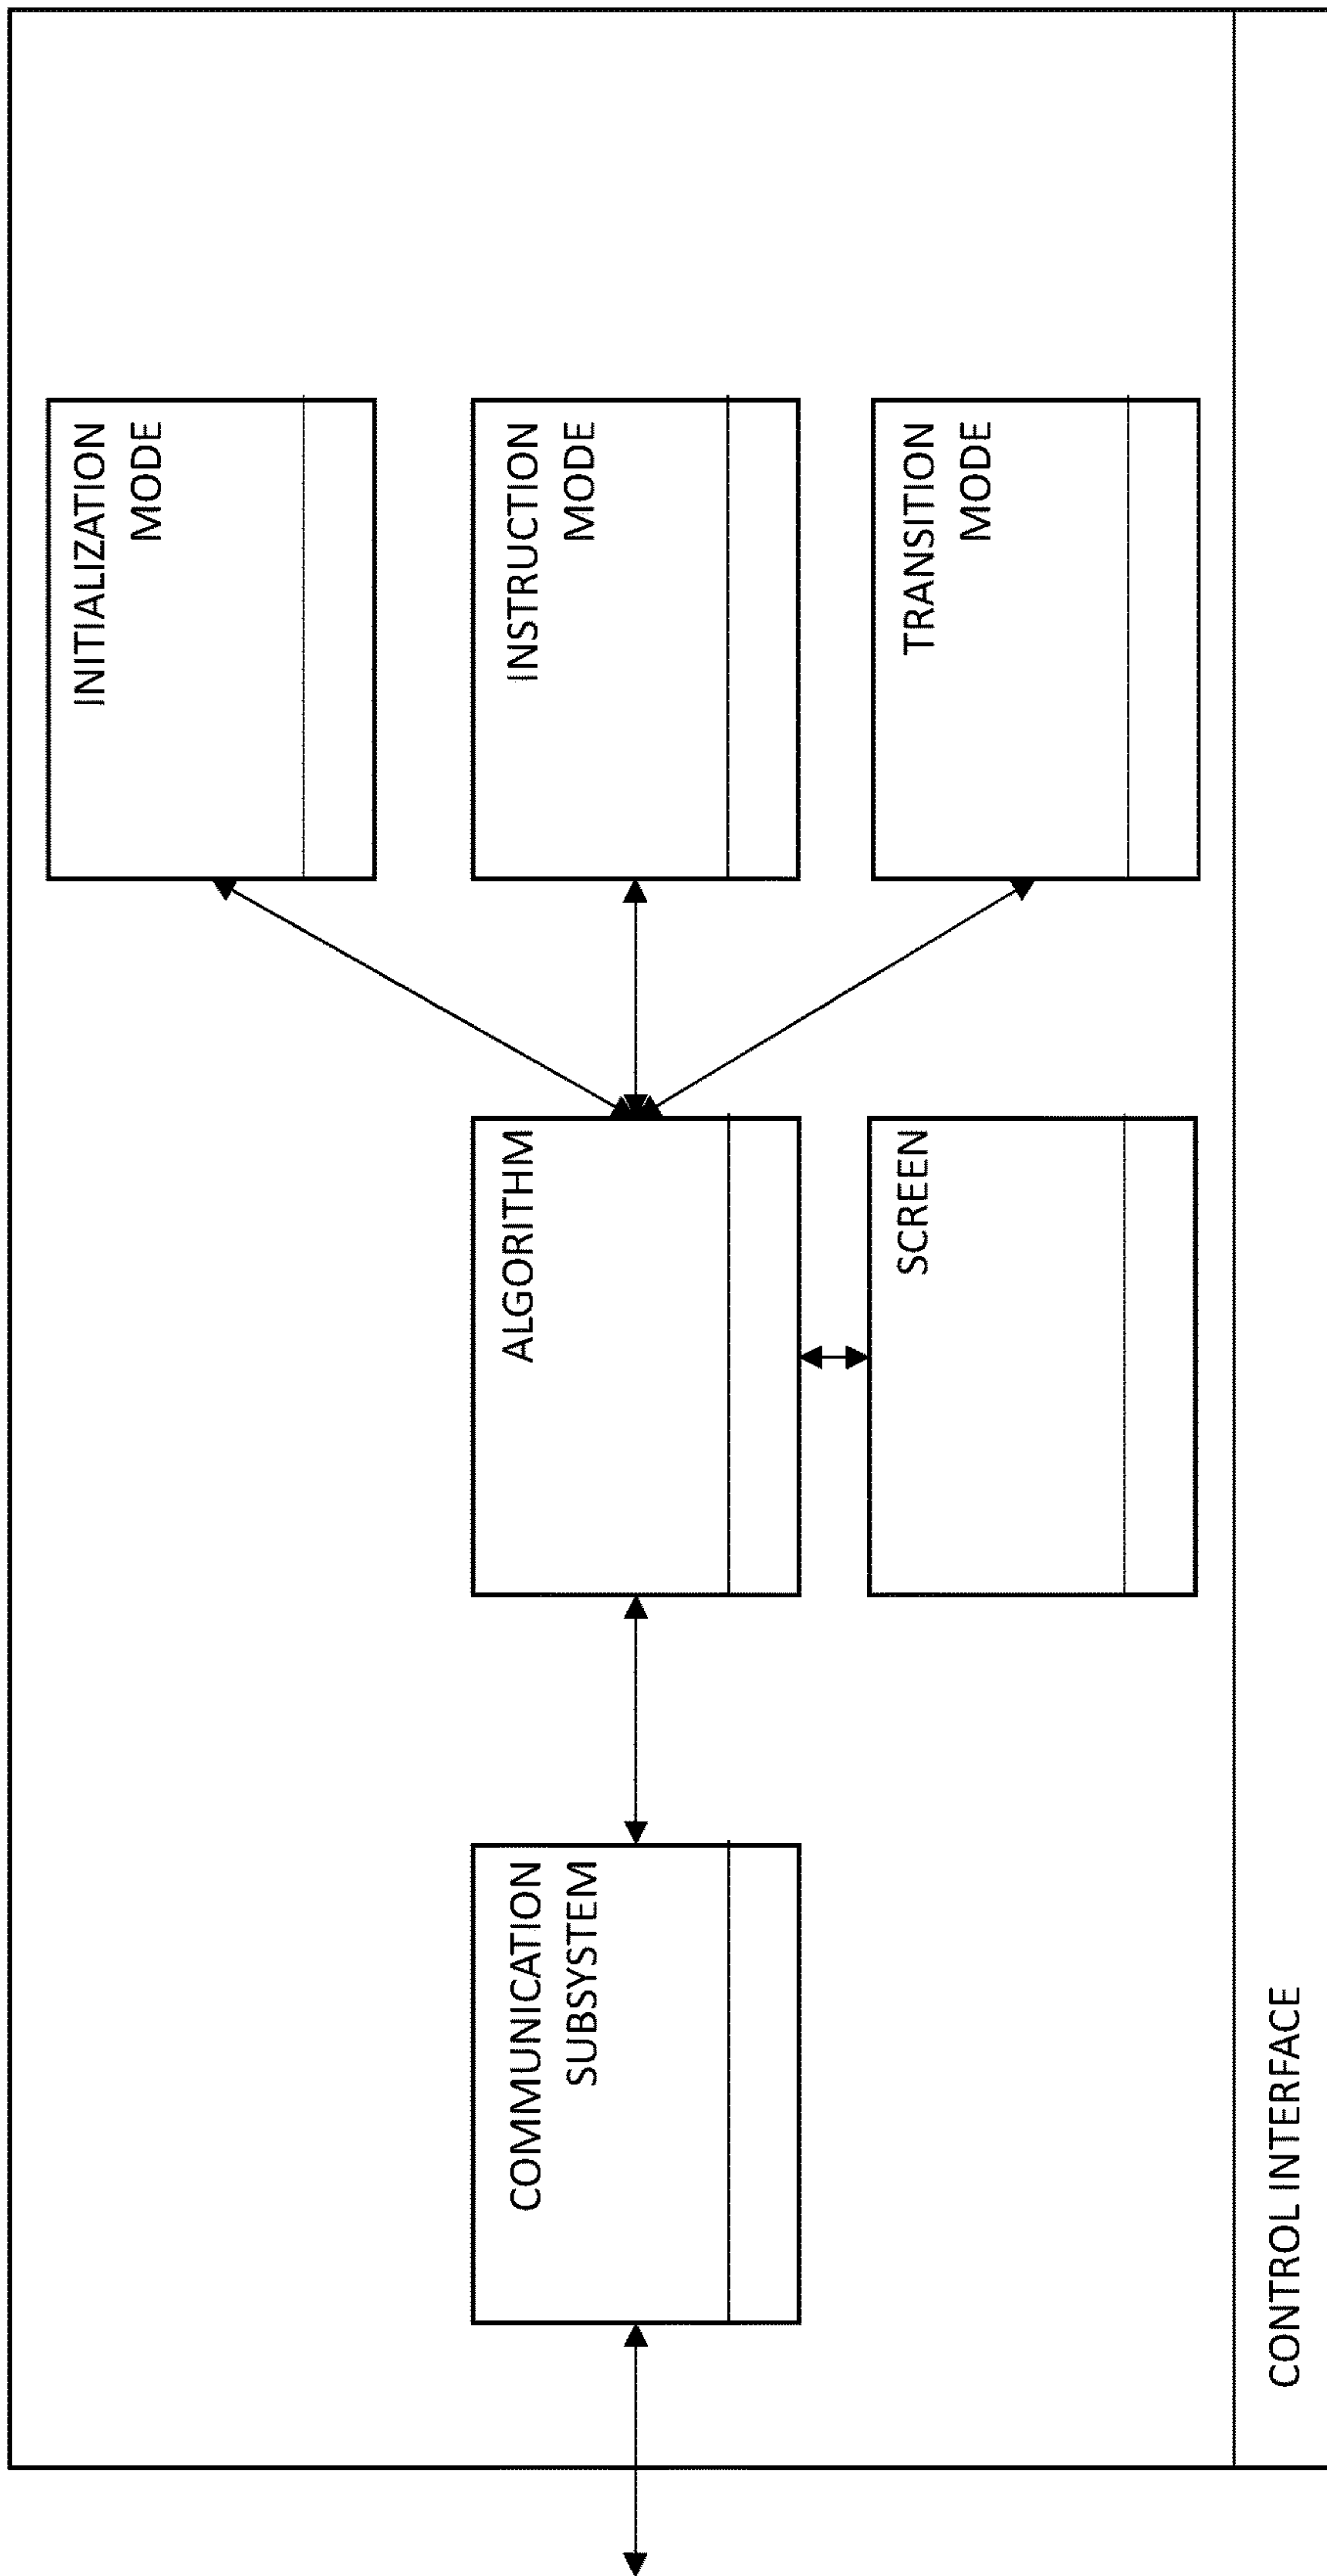 COMMUNICATION
SUBSYSTEM
ALGORITHM
SCREEN
INITIALIZATION
MODE
INSTRUCTION
MODE
TRANSITION
MODE
CONTROL INTERFACE